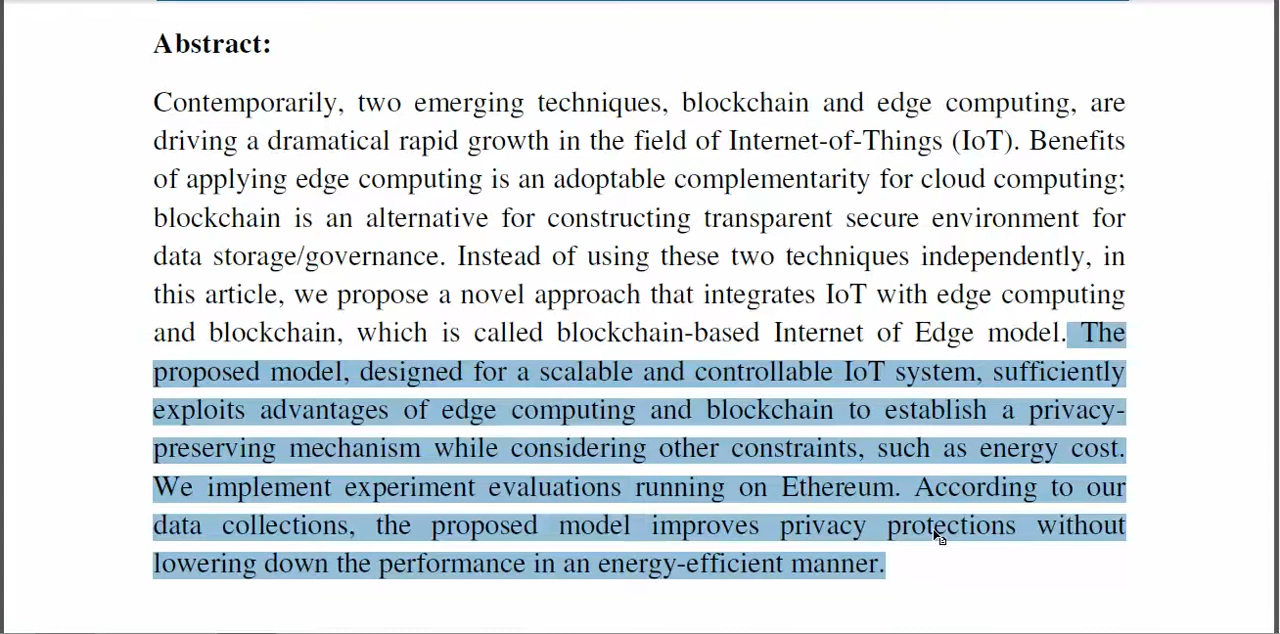 Abstract:
Contemporarily, two emerging techniques, blockchain and edge computing, are
driving a dramatical rapid growth in the field of Internet-of-Things (IoT). Benefits
of applying edge computing is an adoptable complementarity for cloud computing;
blockchain is an alternative for constructing transparent secure environment for
data storage/governance. Instead of using these two techniques independently, in
this article, we propose a novel approach that integrates IoT with edge computing
and blockchain, which is called blockchain-based Internet of Edge model. The
proposed model, designed for a scalable and controllable IoT system, sufficiently
exploits advantages of edge computing and blockchain to establish a privacy-
preserving mechanism while considering other constraints, such as energy cost.
We implement experiment evaluations running on Ethereum. According to our
data collections, the proposed model improves privacy protections without
lowering down the performance in an energy-efficient manner.